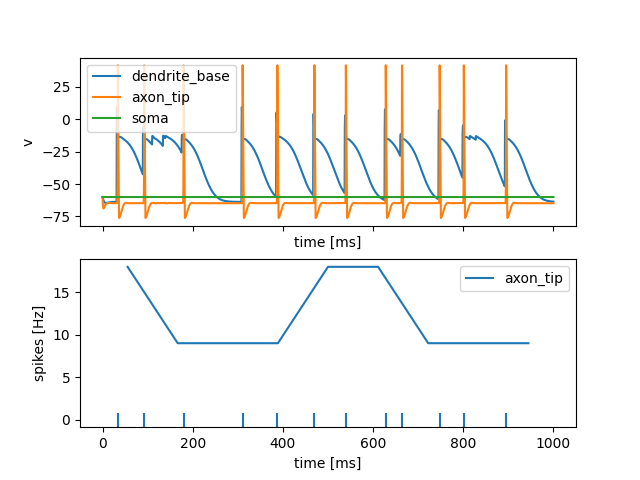 dendrite_base
axon_tip
soma
v
25
0
−25
−50
−75
time [ms]
axon_tip
spikes [Hz]
15
10
5
0
0
200
400
600
800
1000
time [ms]